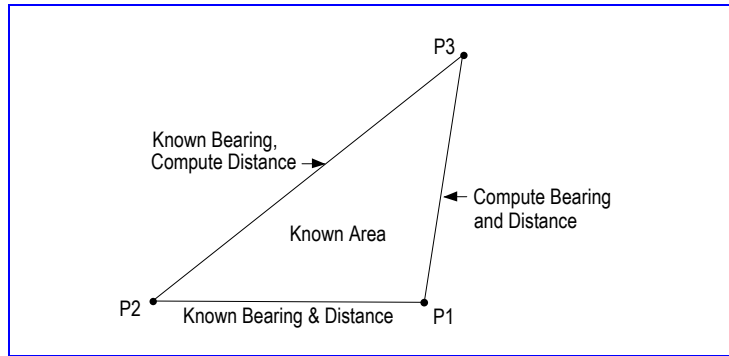 P3
Known Bearing,
Compute Distance
Compute Bearing
and Distance
Known Area
P2
Known Bearing & Distance
P1